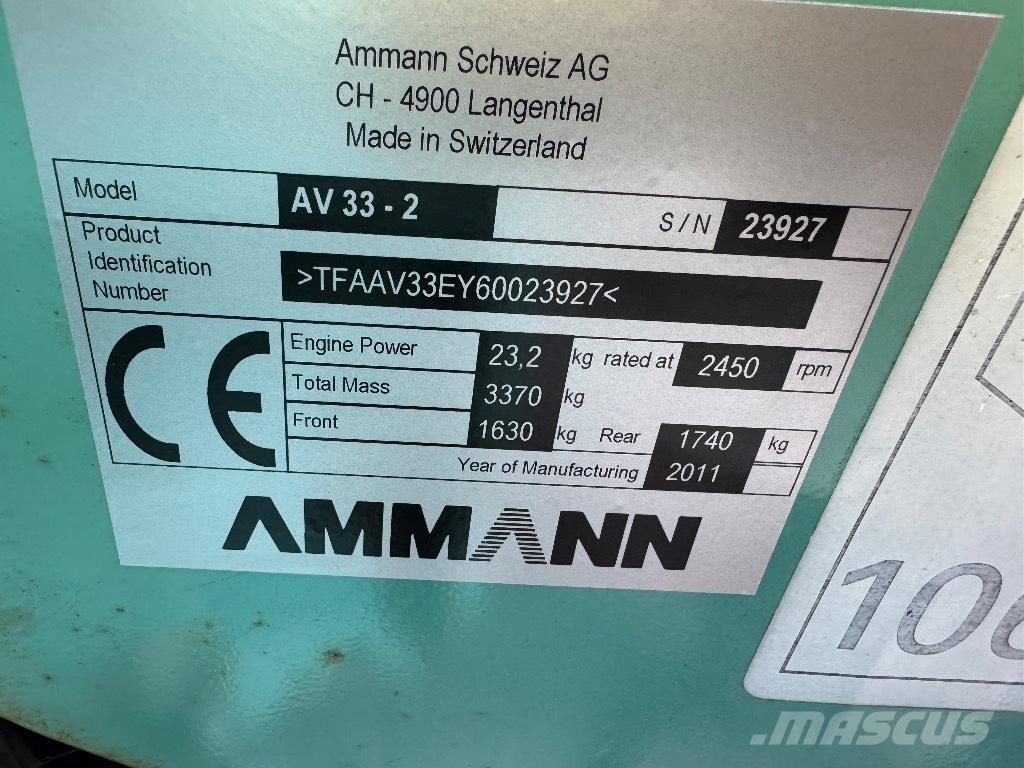 Ammann Schweiz AG
CH - 4900 Langenthal
Made in Switzerland
Model AV 33 - 2 S / N 23927
Product
Identification
Number >TFAAV33EY60023927<
CE
Engine Power 23,2 kg rated at 2450 rpm
Total Mass 3370 kg
Front 1630 kg Rear 1740 kg
Year of Manufacturing 2011
AMMANN
MASCUS